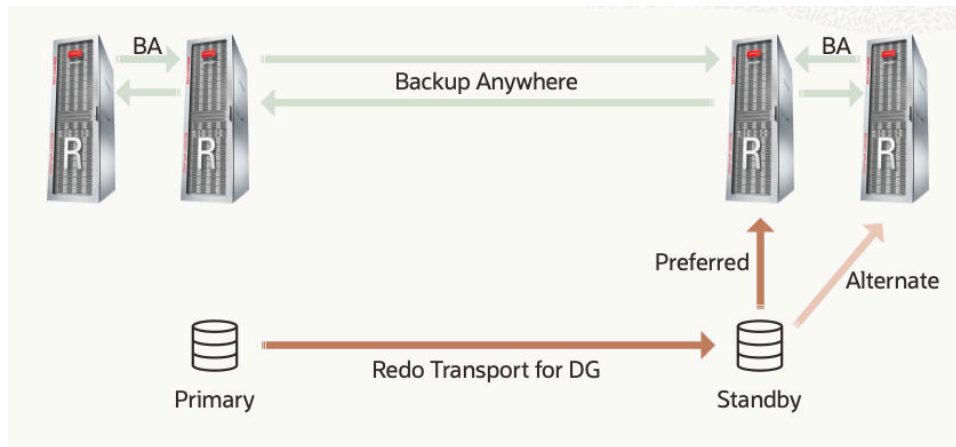 BA
BA
Backup Anywhere
R
R
R
R
Preferred
Alternate
Redo Transport for DG
Primary
Standby